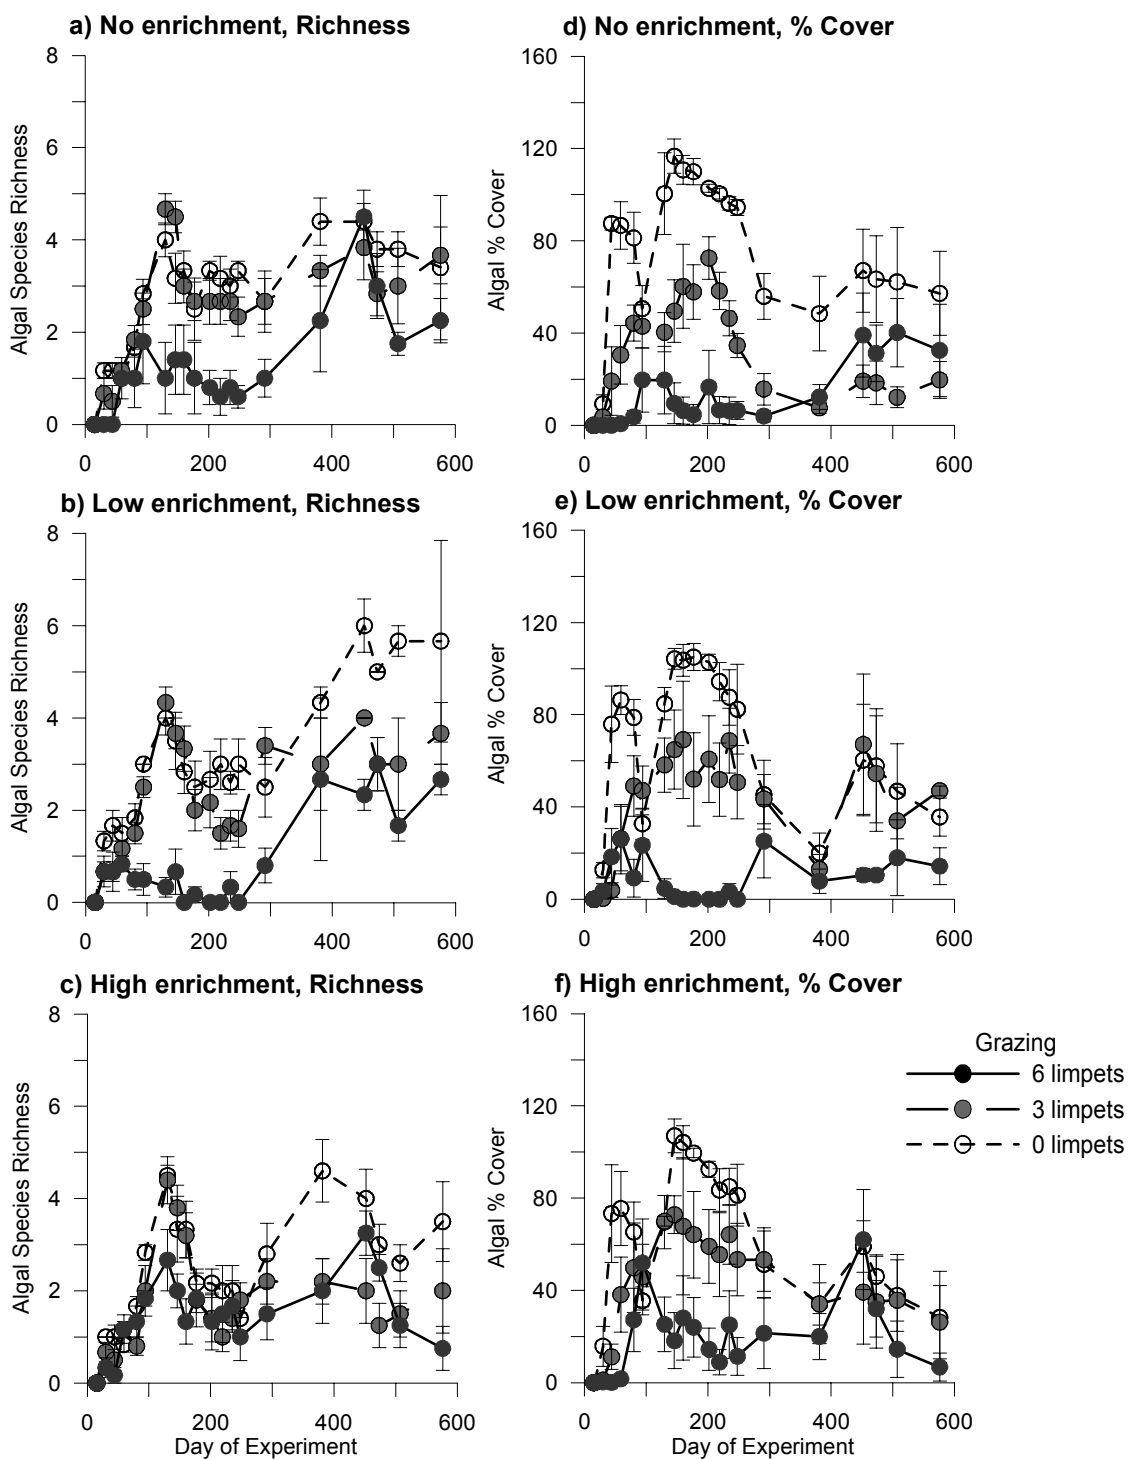 a) No enrichment, Richness
8
6
4
2
0
Algal Species Richness
0 200 400 600
d) No enrichment, % Cover
160
120
80
40
0
Algal % Cover
0 200 400 600
b) Low enrichment, Richness
8
6
4
2
0
Algal Species Richness
0 200 400 600
e) Low enrichment, % Cover
160
120
80
40
0
Algal % Cover
0 200 400 600
c) High enrichment, Richness
8
6
4
2
0
Algal Species Richness
0 200 400 600
Day of Experiment
f) High enrichment, % Cover
160
120
80
40
0
Algal % Cover
0 200 400 600
Day of Experiment
Grazing
6 limpets
3 limpets
0 limpets